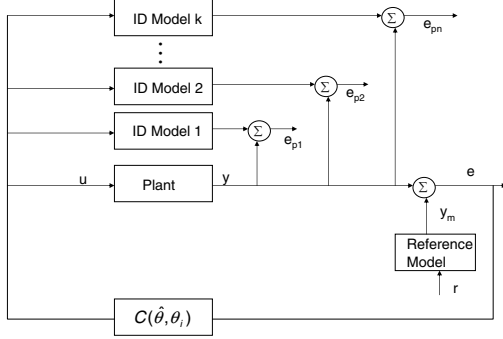 ID Model k
Σ
e_pn
⋮
ID Model 2
Σ
e_p2
ID Model 1
Σ
e_p1
u
Plant
y
Σ
e
y_m
Reference
Model
r
C(θ̂,θ_i)